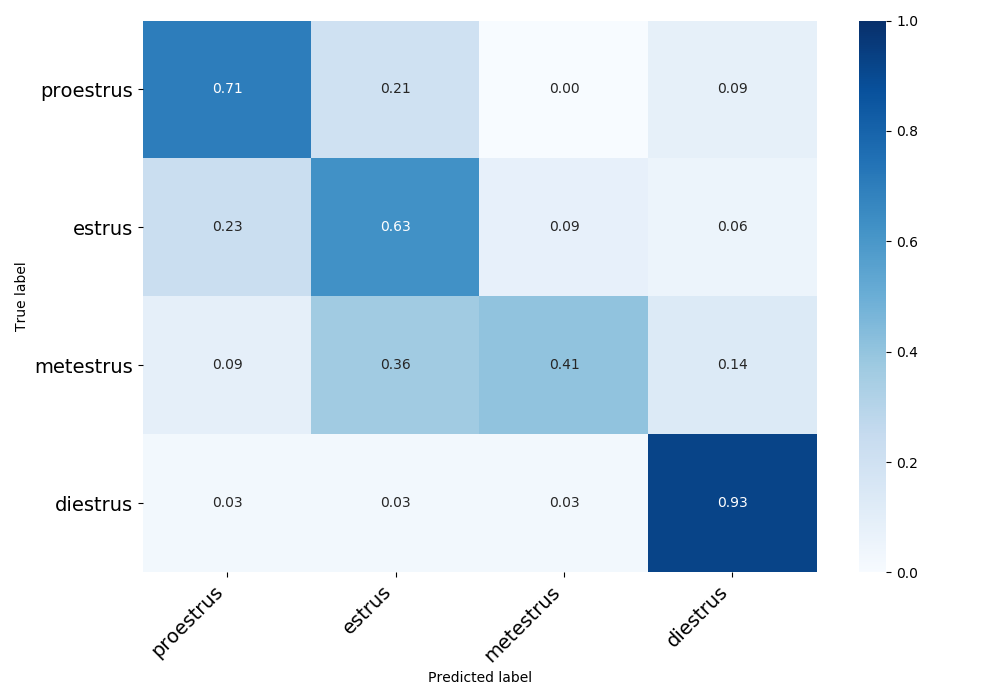 proestrus 0.71 0.21 0.00 0.09
estrus 0.23 0.63 0.09 0.06
metestrus 0.09 0.36 0.41 0.14
diestrus 0.03 0.03 0.03 0.93
proestrus estrus metestrus diestrus
True label
Predicted label
1.0
0.8
0.6
0.4
0.2
0.0